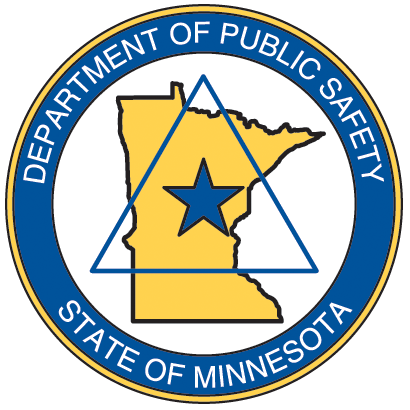 DEPARTMENT OF PUBLIC SAFETY
STATE OF MINNESOTA